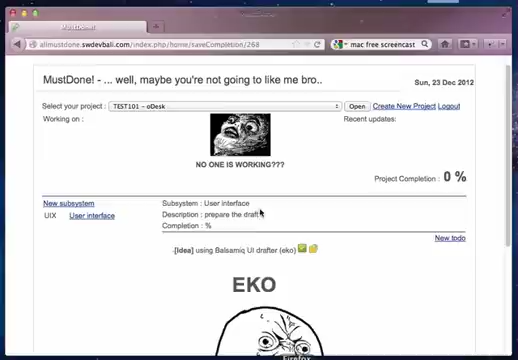 MustDone!
alimustdone.swdevbali.com/index.php/home/saveCompletion/268
mac free screencast
MustDone! - ... well, maybe you're not going to like me bro..
Sun, 23 Dec 2012
Select your project : TEST101 - oDesk Open Create New Project Logout
Working on : Recent updates:
NO ONE IS WORKING???
Project Completion : 0 %
New subsystem
UIX User interface
Subsystem : User interface
Description : prepare the draft
Completion : %
New todo
-[Idea] using Balsamiq UI drafter (eko)
EKO
Firefox